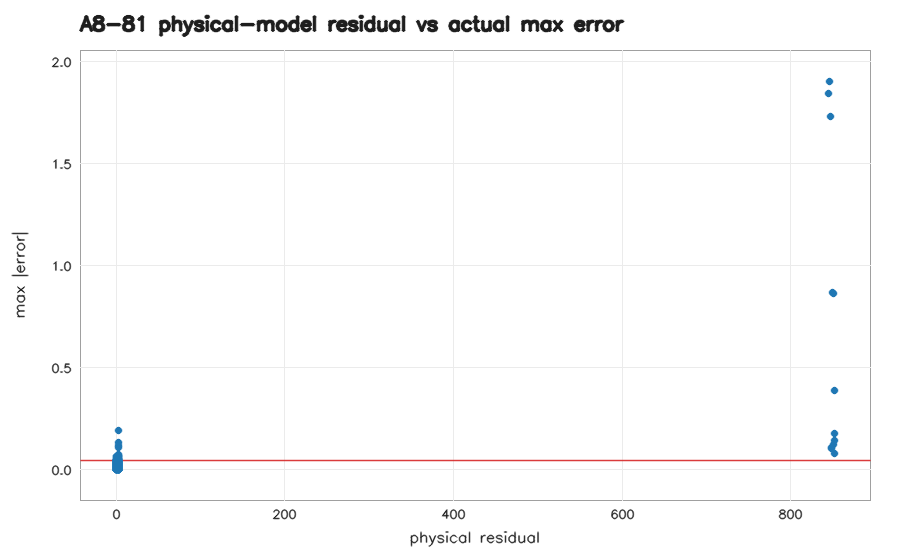 A8-81 physical-model residual vs actual max error
2.0
1.5
1.0
0.5
0.0
max |error|
0 200 400 600 800
physical residual